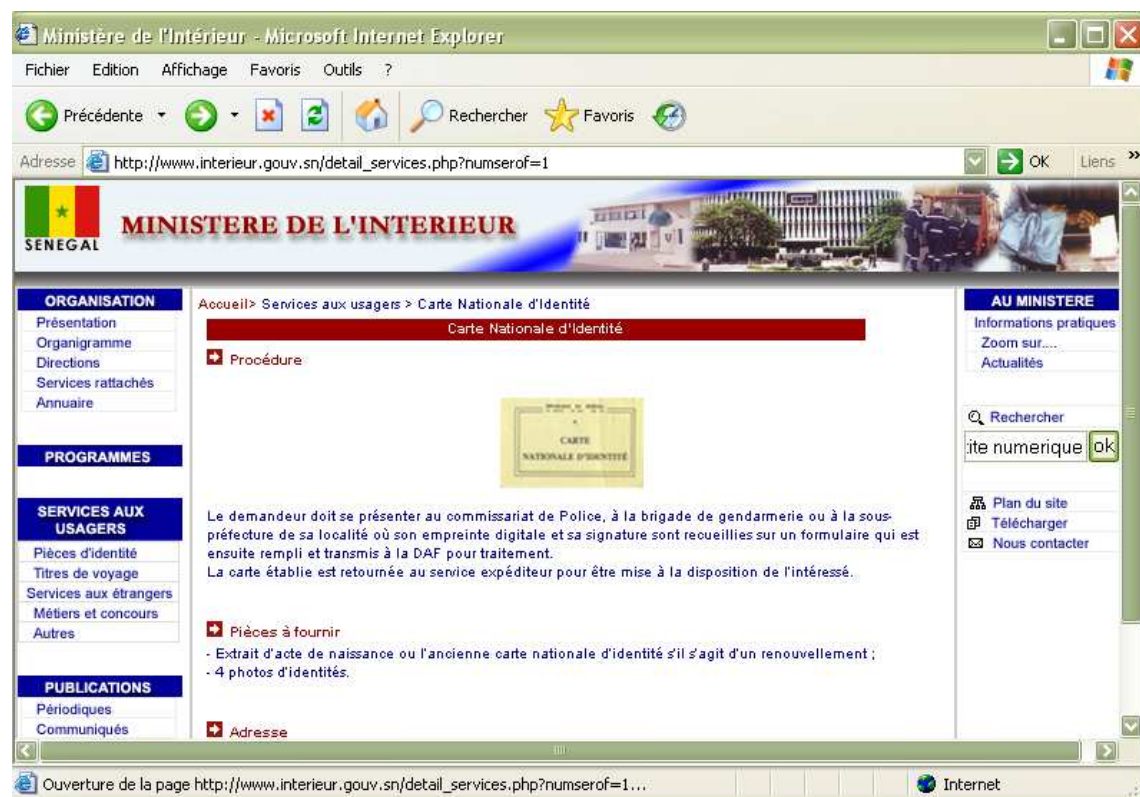 Ministère de l'Intérieur - Microsoft Internet Explorer
Fichier Edition Affichage Favoris Outils ?
Précédente Rechercher Favoris
Adresse http://www.interieur.gouv.sn/detail_services.php?numserof=1 OK Liens »
SENEGAL
MINISTERE DE L'INTERIEUR
ORGANISATION
Présentation
Organigramme
Directions
Services rattachés
Annuaire
PROGRAMMES
SERVICES AUX
USAGERS
Pièces d'identité
Titres de voyage
Services aux étrangers
Métiers et concours
Autres
PUBLICATIONS
Périodiques
Communiqués
Accueil> Services aux usagers > Carte Nationale d'Identité
Carte Nationale d'Identité
Procédure
CARTE
NATIONALE D'IDENTITÉ
Le demandeur doit se présenter au commissariat de Police, à la brigade de gendarmerie ou à la sous-
préfecture de sa localité où son empreinte digitale et sa signature sont recueillies sur un formulaire qui est
ensuite rempli et transmis à la DAF pour traitement.
La carte établie est retournée au service expéditeur pour être mise à la disposition de l'intéressé.
Pièces à fournir
- Extrait d'acte de naissance ou l'ancienne carte nationale d'identité s'il s'agit d'un renouvellement ;
- 4 photos d'identités.
Adresse
AU MINISTERE
Informations pratiques
Zoom sur....
Actualités
Rechercher
ite numerique ok
Plan du site
Télécharger
Nous contacter
Ouverture de la page http://www.interieur.gouv.sn/detail_services.php?numserof=1... Internet